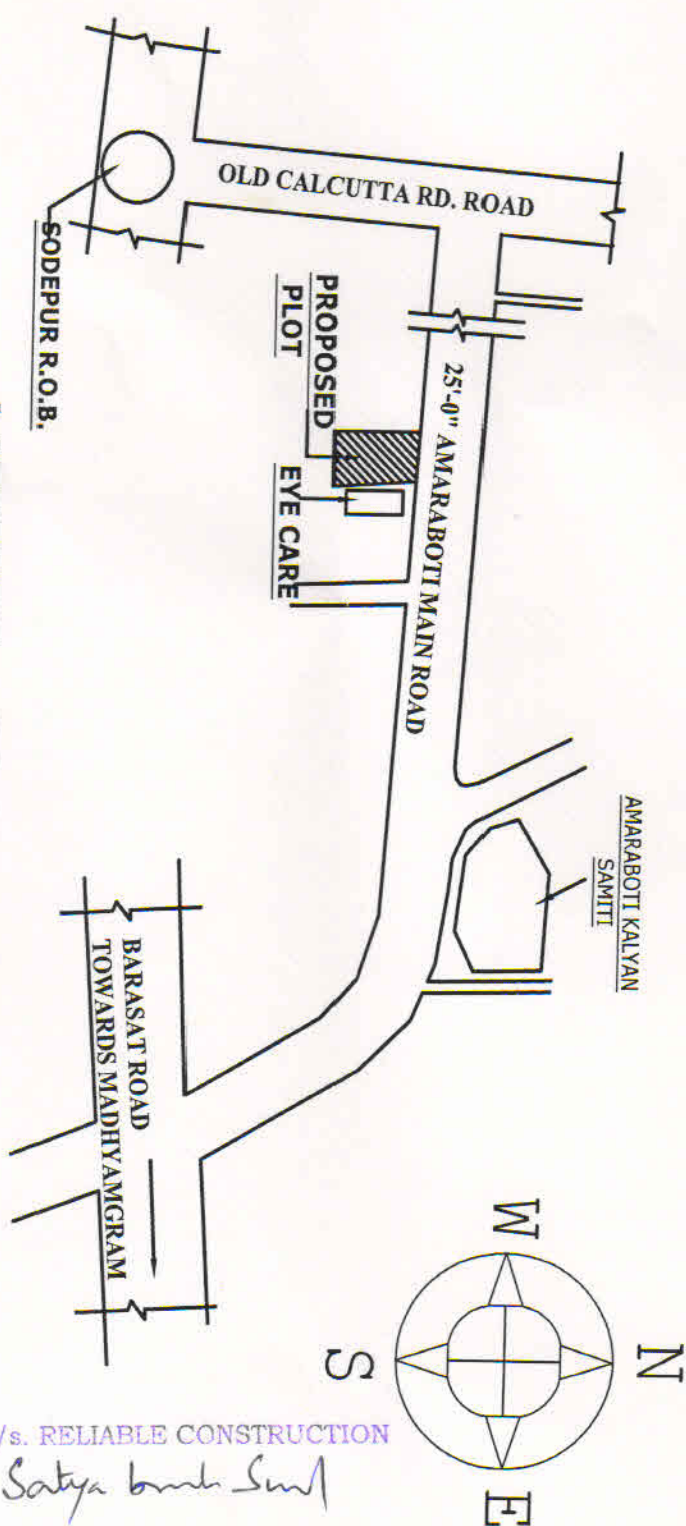 OLD CALCUTTA RD. ROAD
SODEPUR R.O.B.
PROPOSED
PLOT
EYE CARE
25'-0" AMARABOTI MAIN ROAD
AMARABOTI KALYAN
SAMITI
BARASAT ROAD
TOWARDS MADHYAMGRAM
N
W
S
E
/s. RELIABLE CONSTRUCTION
Satya